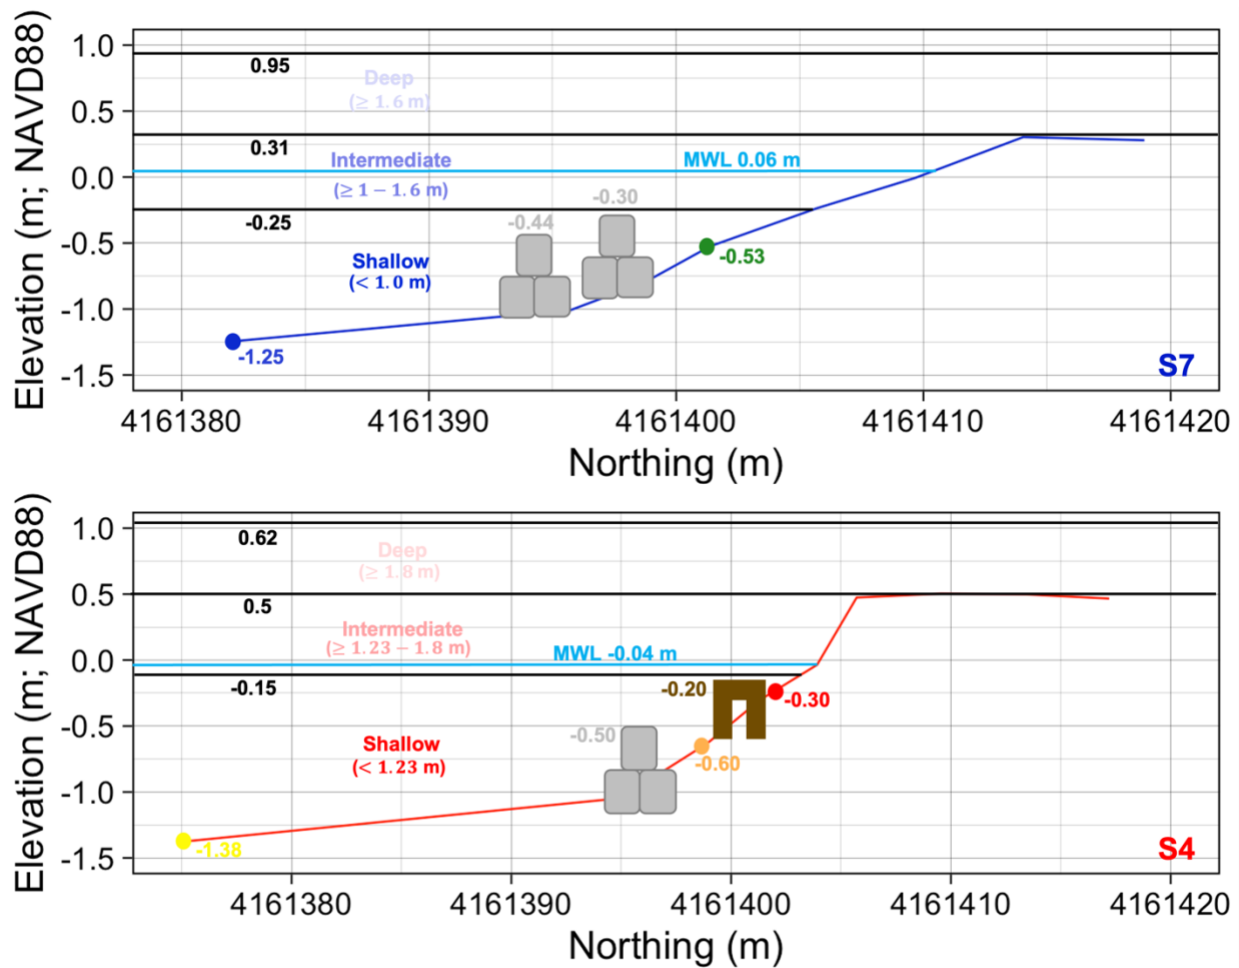 Elevation (m; NAVD88)
1.0
0.5
0.0
-0.5
-1.0
-1.5
0.95
Deep
(≥ 1.6 m)
0.31
Intermediate
(≥ 1 − 1.6 m)
MWL 0.06 m
-0.25
-0.30
-0.44
Shallow
(< 1.0 m)
-0.53
-1.25
S7
4161380
4161390
4161400
4161410
4161420
Northing (m)
Elevation (m; NAVD88)
1.0
0.5
0.0
-0.5
-1.0
-1.5
0.62
Deep
(≥ 1.8 m)
0.5
Intermediate
(≥ 1.23 − 1.8 m)
MWL -0.04 m
-0.15
-0.20
-0.30
-0.50
Shallow
(< 1.23 m)
-0.60
-1.38
S4
4161380
4161390
4161400
4161410
4161420
Northing (m)